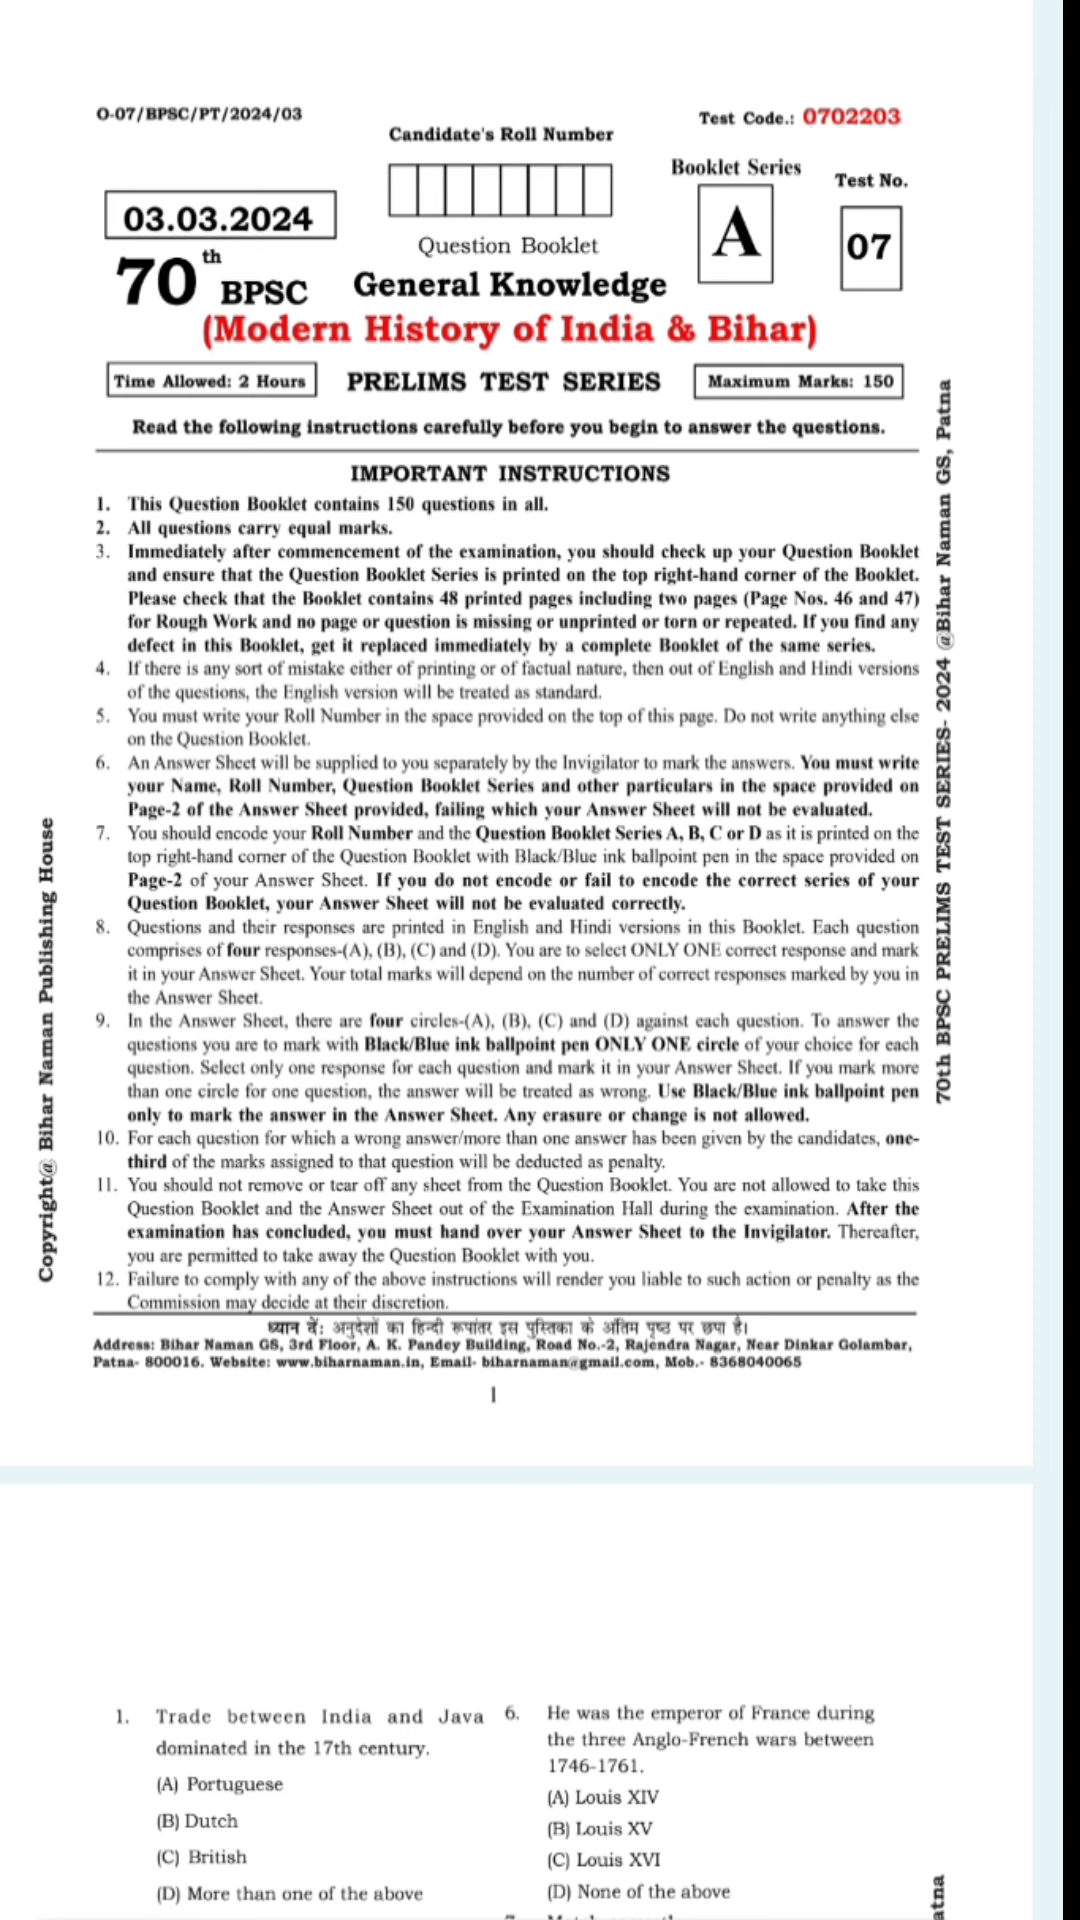 O-07/BPSC/PT/2024/03
Test Code.: 0702203
Candidate's Roll Number
Booklet Series
Test No.
03.03.2024
A
07
Question Booklet
70th BPSC
General Knowledge
(Modern History of India & Bihar)
Time Allowed: 2 Hours
PRELIMS TEST SERIES
Maximum Marks: 150
Read the following instructions carefully before you begin to answer the questions.
IMPORTANT INSTRUCTIONS
1. This Question Booklet contains 150 questions in all.
2. All questions carry equal marks.
3. Immediately after commencement of the examination, you should check up your Question Booklet
and ensure that the Question Booklet Series is printed on the top right-hand corner of the Booklet.
Please check that the Booklet contains 48 printed pages including two pages (Page Nos. 46 and 47)
for Rough Work and no page or question is missing or unprinted or torn or repeated. If you find any
defect in this Booklet, get it replaced immediately by a complete Booklet of the same series.
4. If there is any sort of mistake either of printing or of factual nature, then out of English and Hindi versions
of the questions, the English version will be treated as standard.
5. You must write your Roll Number in the space provided on the top of this page. Do not write anything else
on the Question Booklet.
6. An Answer Sheet will be supplied to you separately by the Invigilator to mark the answers. You must write
your Name, Roll Number, Question Booklet Series and other particulars in the space provided on
Page-2 of the Answer Sheet provided, failing which your Answer Sheet will not be evaluated.
7. You should encode your Roll Number and the Question Booklet Series A, B, C or D as it is printed on the
top right-hand corner of the Question Booklet with Black/Blue ink ballpoint pen in the space provided on
Page-2 of your Answer Sheet. If you do not encode or fail to encode the correct series of your
Question Booklet, your Answer Sheet will not be evaluated correctly.
8. Questions and their responses are printed in English and Hindi versions in this Booklet. Each question
comprises of four responses-(A), (B), (C) and (D). You are to select ONLY ONE correct response and mark
it in your Answer Sheet. Your total marks will depend on the number of correct responses marked by you in
the Answer Sheet.
9. In the Answer Sheet, there are four circles-(A), (B), (C) and (D) against each question. To answer the
questions you are to mark with Black/Blue ink ballpoint pen ONLY ONE circle of your choice for each
question. Select only one response for each question and mark it in your Answer Sheet. If you mark more
than one circle for one question, the answer will be treated as wrong. Use Black/Blue ink ballpoint pen
only to mark the answer in the Answer Sheet. Any erasure or change is not allowed.
10. For each question for which a wrong answer/more than one answer has been given by the candidates, one-
third of the marks assigned to that question will be deducted as penalty.
11. You should not remove or tear off any sheet from the Question Booklet. You are not allowed to take this
Question Booklet and the Answer Sheet out of the Examination Hall during the examination. After the
examination has concluded, you must hand over your Answer Sheet to the Invigilator. Thereafter,
you are permitted to take away the Question Booklet with you.
12. Failure to comply with any of the above instructions will render you liable to such action or penalty as the
Commission may decide at their discretion.
ध्यान दें: अनुदेशों का हिन्दी रूपांतर इस पुस्तिका के अंतिम पृष्ठ पर छपा है।
Address: Bihar Naman GS, 3rd Floor, A. K. Pandey Building, Road No.-2, Rajendra Nagar, Near Dinkar Golambar,
Patna- 800016. Website: www.biharnaman.in, Email- biharnaman@gmail.com, Mob.- 8368040065
1
Copyright@ Bihar Naman Publishing House
70th BPSC PRELIMS TEST SERIES- 2024 @Bihar Naman GS, Patna
1. Trade between India and Java
dominated in the 17th century.
(A) Portuguese
(B) Dutch
(C) British
(D) More than one of the above
6. He was the emperor of France during
the three Anglo-French wars between
1746-1761.
(A) Louis XIV
(B) Louis XV
(C) Louis XVI
(D) None of the above
atna